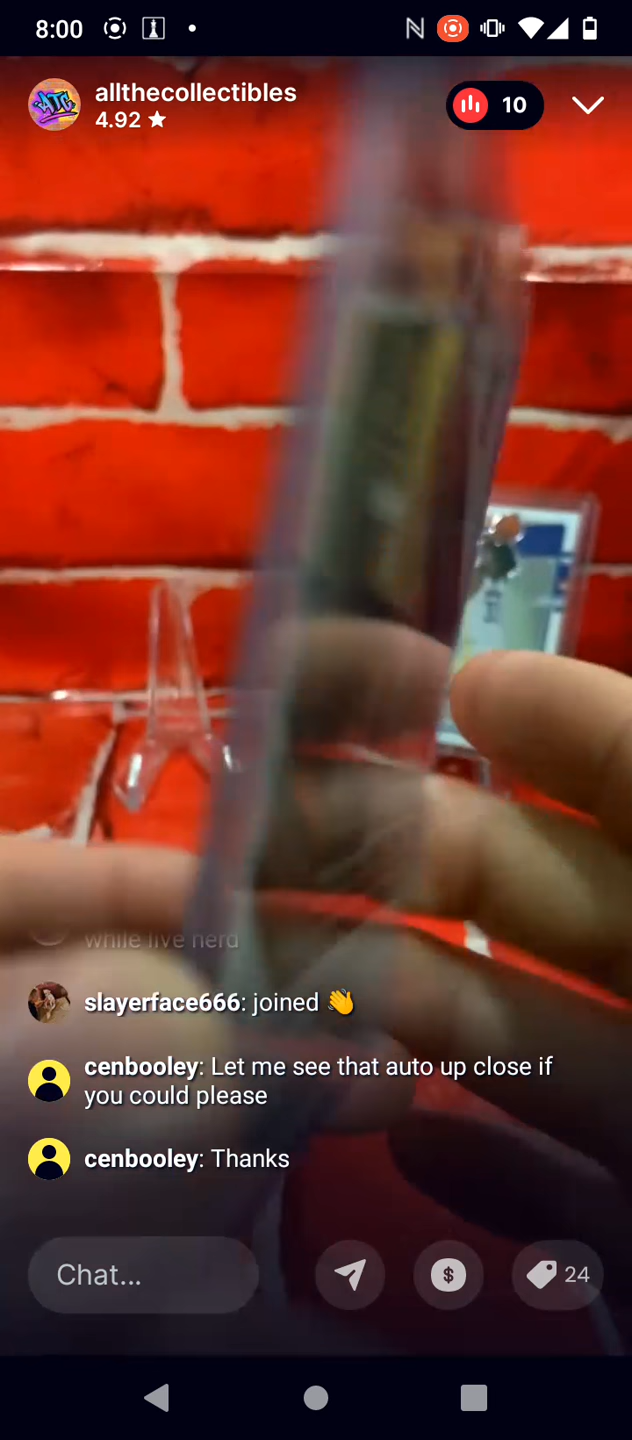 8:00
allthecollectibles
4.92 ★
10
while live nerd
slayerface666: joined 👋
cenbooley: Let me see that auto up close if
you could please
cenbooley: Thanks
Chat...
24